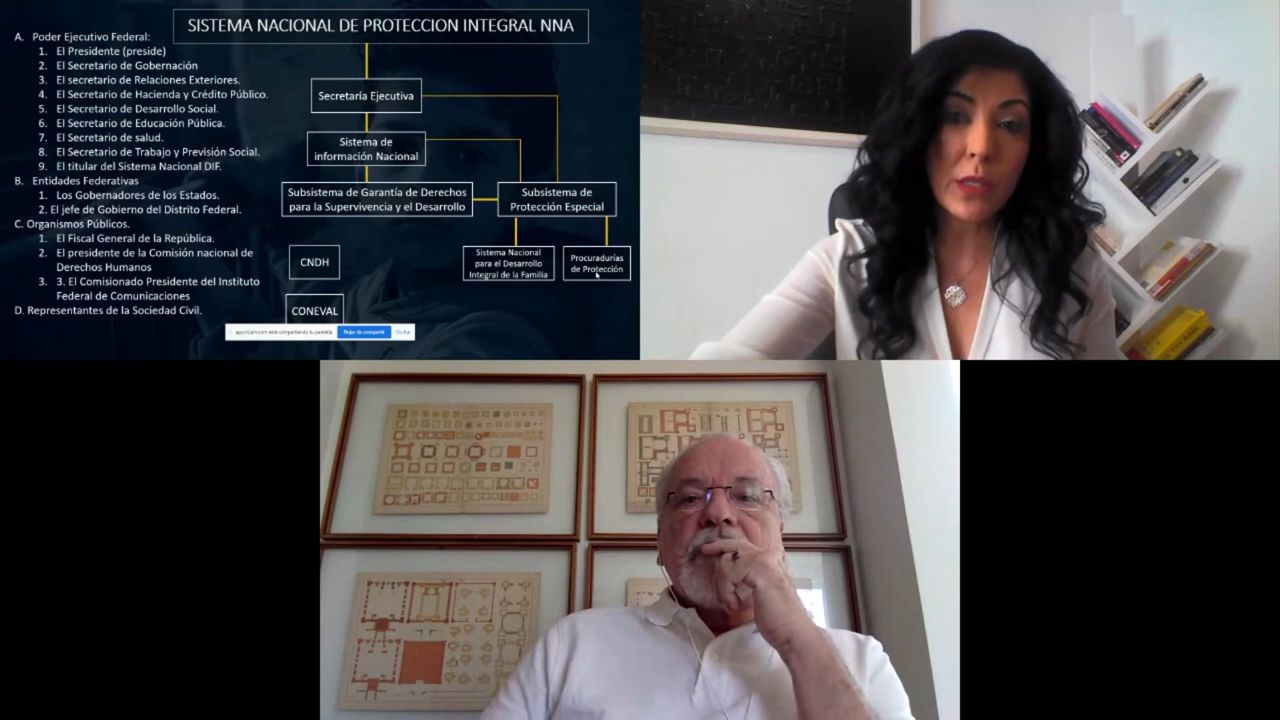 SISTEMA NACIONAL DE PROTECCION INTEGRAL NNA
A. Poder Ejecutivo Federal:
1. El Presidente (preside)
2. El Secretario de Gobernación
3. El secretario de Relaciones Exteriores.
4. El Secretario de Hacienda y Crédito Público.
5. El Secretario de Desarrollo Social.
6. El Secretario de Educación Pública.
7. El Secretario de salud.
8. El Secretario de Trabajo y Previsión Social.
9. El titular del Sistema Nacional DIF.
B. Entidades Federativas
1. Los Gobernadores de los Estados.
2. El jefe de Gobierno del Distrito Federal.
C. Organismos Públicos.
1. El Fiscal General de la República.
2. El presidente de la Comisión nacional de
Derechos Humanos
3. 3. El Comisionado Presidente del Instituto
Federal de Comunicaciones
D. Representantes de la Sociedad Civil.
Secretaría Ejecutiva
Sistema de
información Nacional
Subsistema de Garantía de Derechos
para la Supervivencia y el Desarrollo
Subsistema de
Protección Especial
Sistema Nacional
para el Desarrollo
Integral de la Familia
Procuradurías
de Protección
CNDH
CONEVAL
está compartiendo tu pantalla.
Dejar de compartir
Ocultar